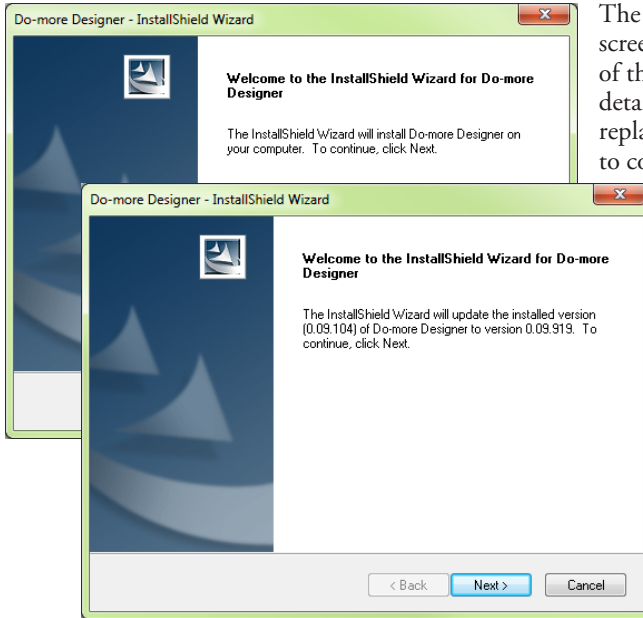 Do-more Designer - InstallShield Wizard
Welcome to the InstallShield Wizard for Do-more
Designer
The InstallShield Wizard will install Do-more Designer on
your computer. To continue, click Next.
The
of
to
Do-more Designer - InstallShield Wizard
Welcome to the InstallShield Wizard for Do-more
Designer
The InstallShield Wizard will update the installed version
(0.09.104) of Do-more Designer to version 0.09.919. To
continue, click Next.
< Back
Next >
Cancel